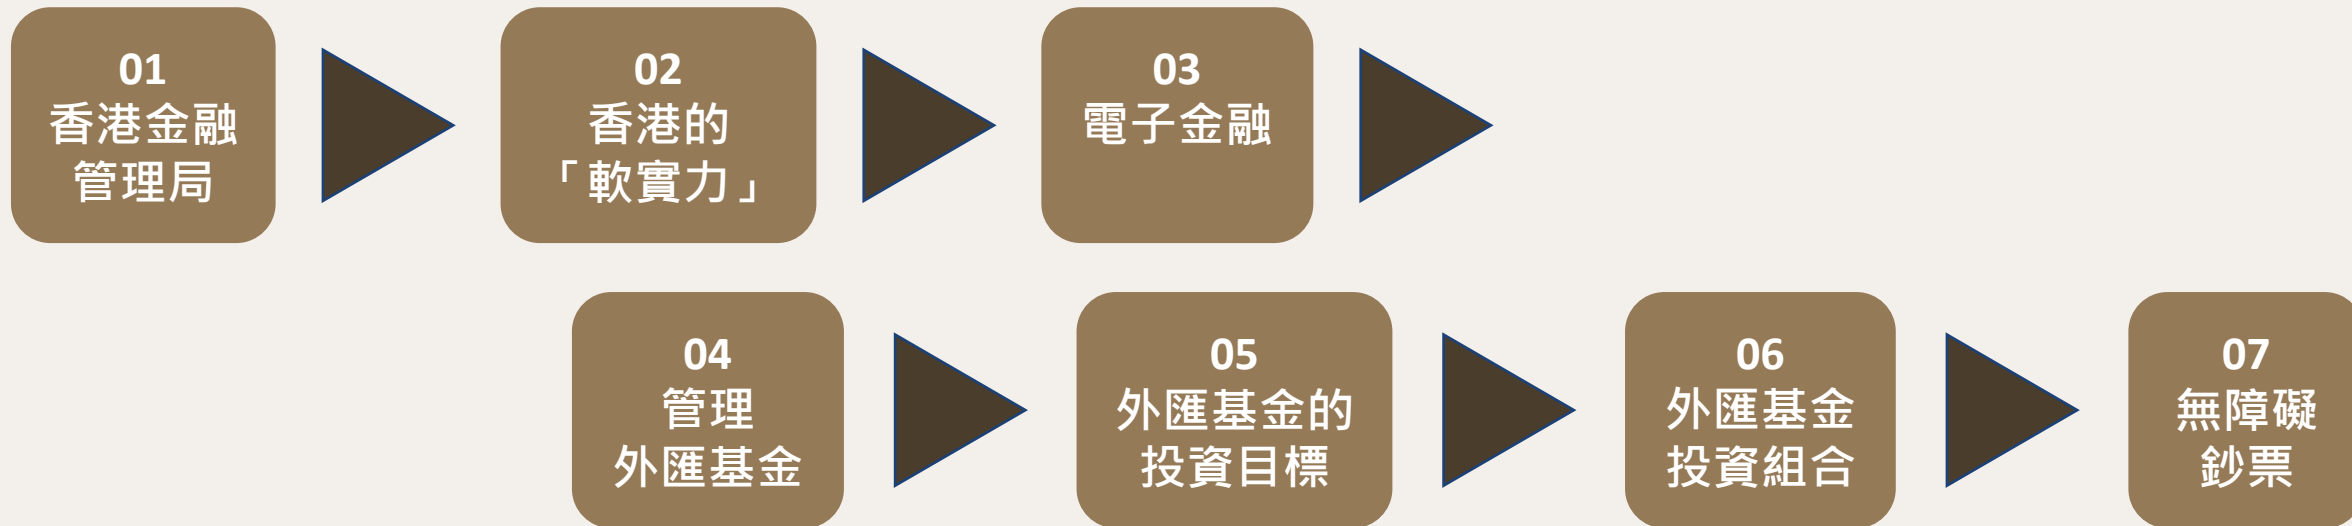 01
香港金融
管理局
02
香港的
「軟實力」
03
電子金融
04
管理
外匯基金
05
外匯基金的
投資目標
06
外匯基金
投資組合
07
無障礙
鈔票